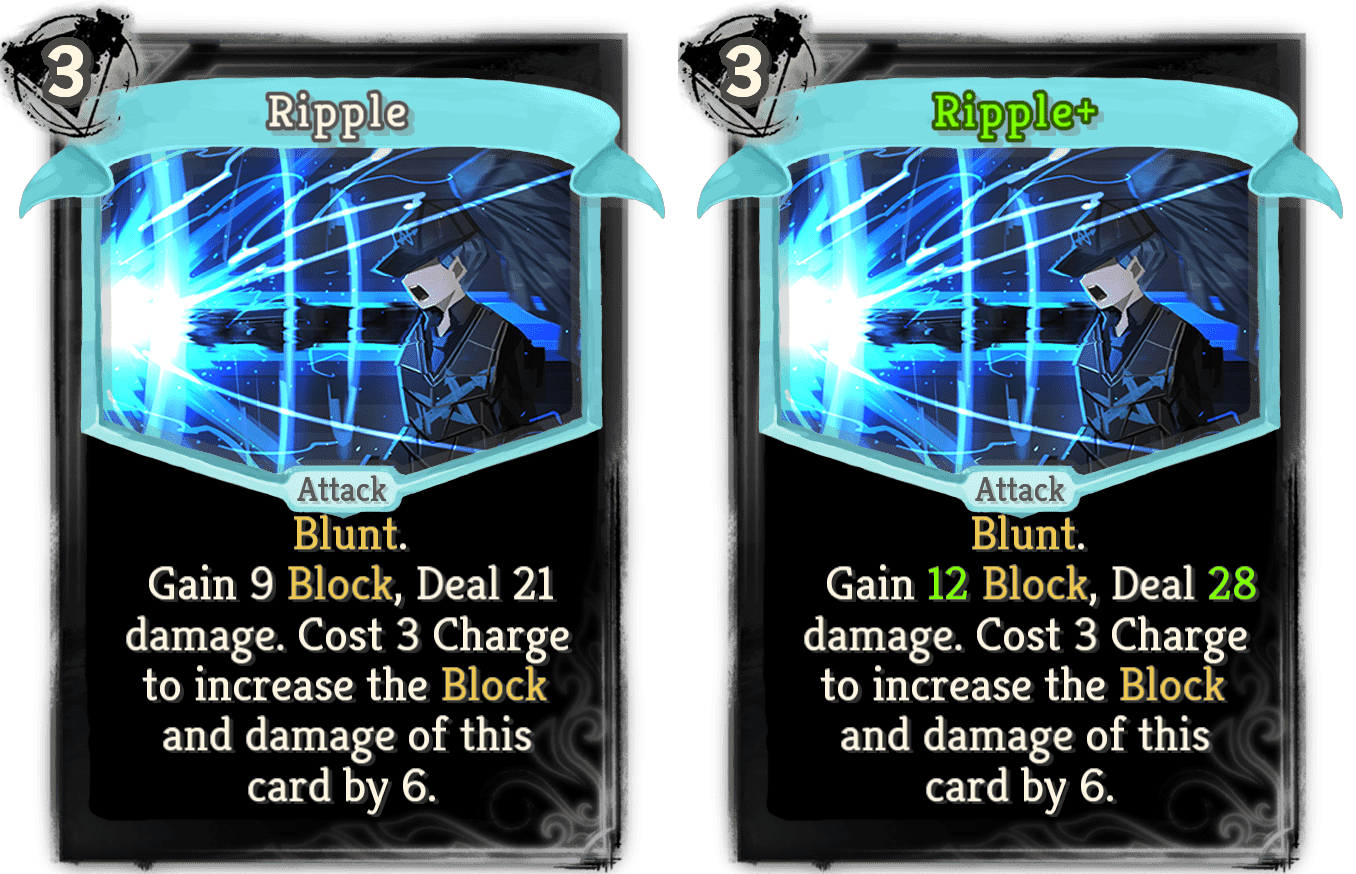 3
Ripple
Attack
Blunt.
Gain 9 Block, Deal 21
damage. Cost 3 Charge
to increase the Block
and damage of this
card by 6.
3
Ripple+
Attack
Blunt.
Gain 12 Block, Deal 28
damage. Cost 3 Charge
to increase the Block
and damage of this
card by 6.